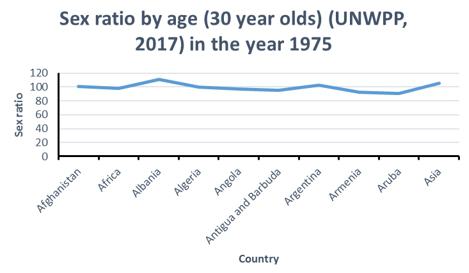 Sex ratio by age (30 year olds) (UNWPP,
2017) in the year 1975
120
100
80
60
40
20
0
Sex ratio
Afghanistan
Africa
Albania
Algeria
Angola
Antigua and Barbuda
Argentina
Armenia
Aruba
Asia
Country